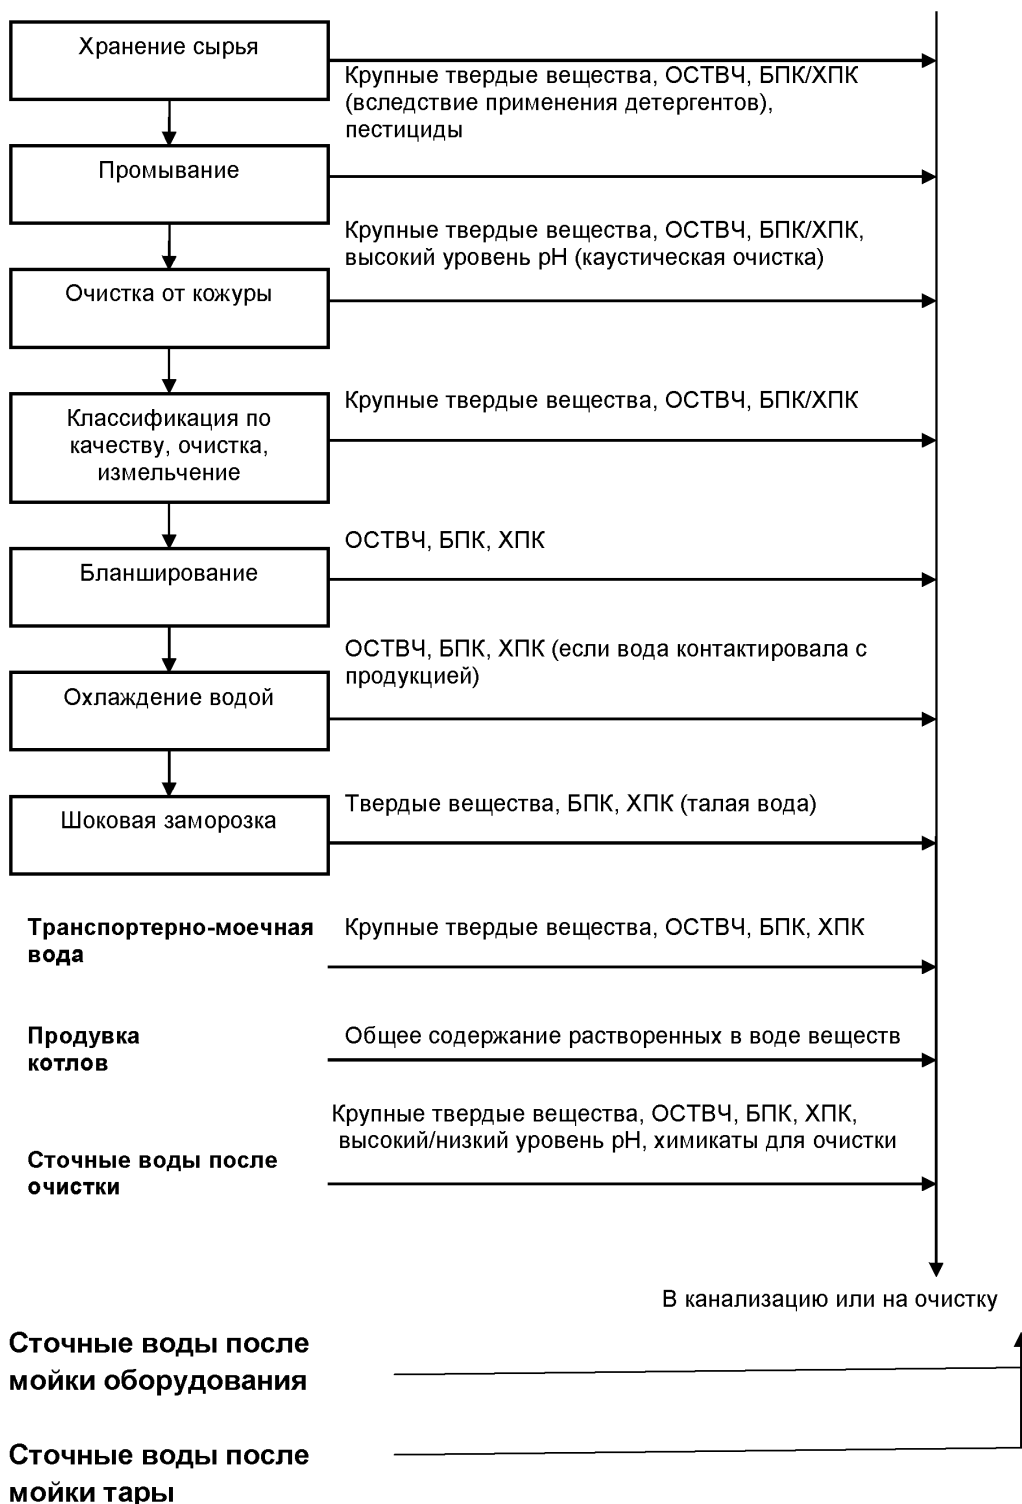 Хранение сырья
Крупные твердые вещества, ОСТВЧ, БПК/ХПК
(вследствие применения детергентов),
пестициды
Промывание
Крупные твердые вещества, ОСТВЧ, БПК/ХПК,
высокий уровень pH (каустическая очистка)
Очистка от кожуры
Крупные твердые вещества, ОСТВЧ, БПК/ХПК
Классификация по
качеству, очистка,
измельчение
ОСТВЧ, БПК, ХПК
Бланширование
ОСТВЧ, БПК, ХПК (если вода контактировала с
продукцией)
Охлаждение водой
Твердые вещества, БПК, ХПК (талая вода)
Шоковая заморозка
Транспортерно-моечная
вода
Крупные твердые вещества, ОСТВЧ, БПК, ХПК
Продувка
котлов
Общее содержание растворенных в воде веществ
Крупные твердые вещества, ОСТВЧ, БПК, ХПК,
высокий/низкий уровень pH, химикаты для очистки
Сточные воды после
очистки
В канализацию или на очистку
Сточные воды после
мойки оборудования
Сточные воды после
мойки тары